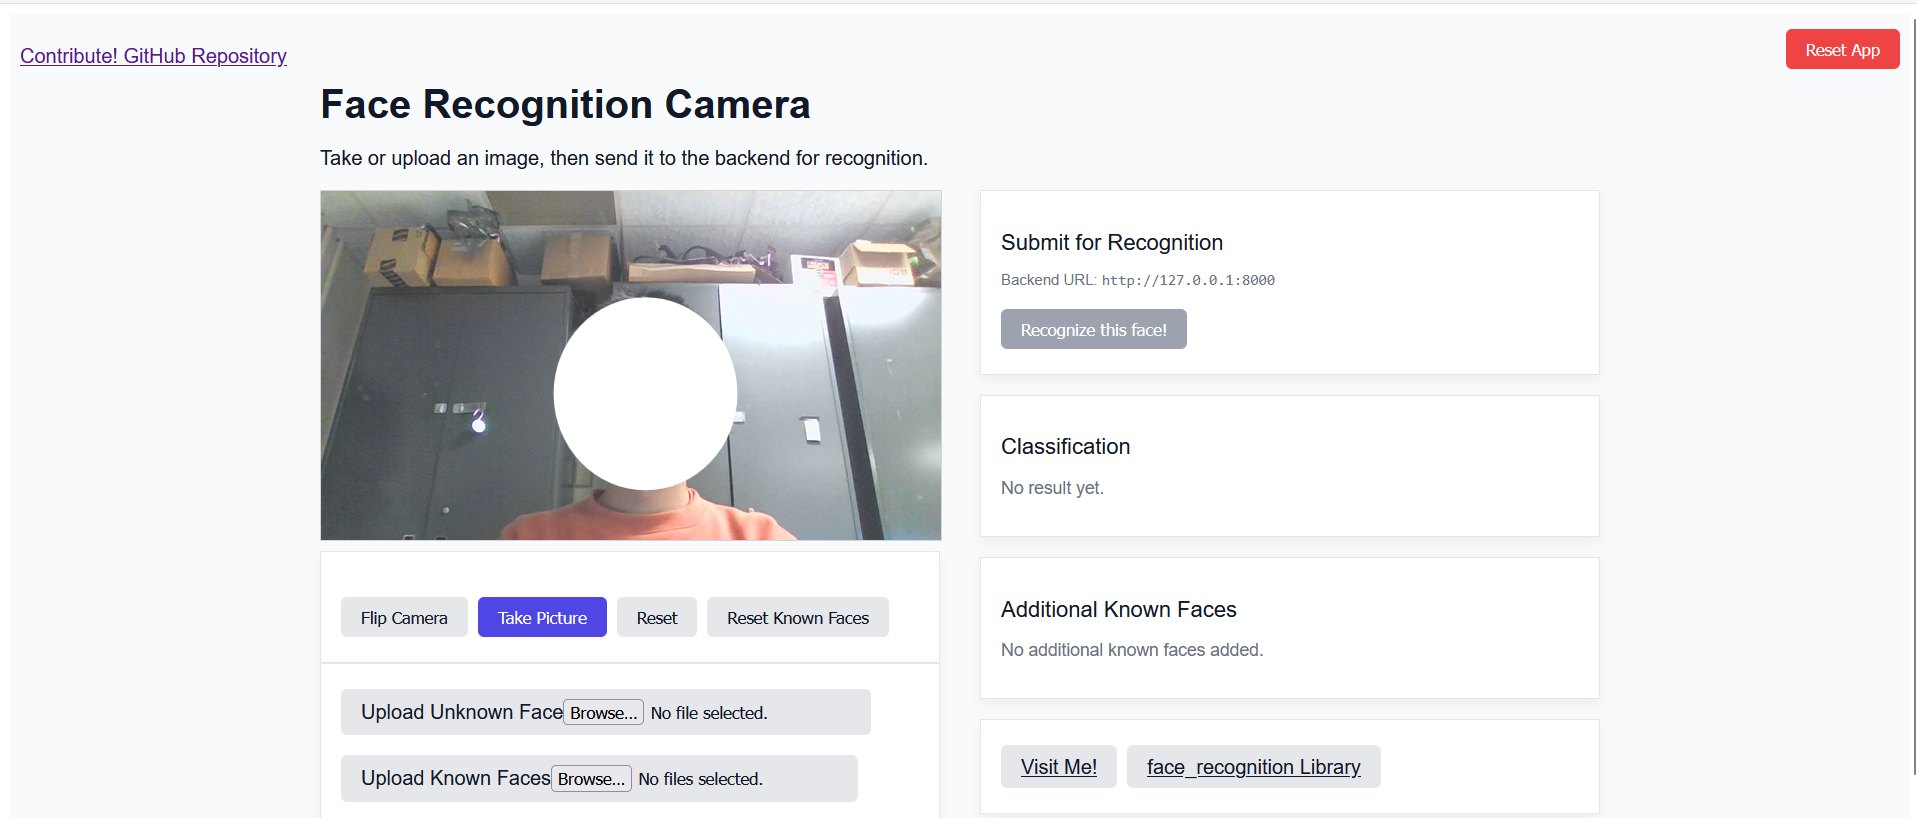 Contribute! GitHub Repository
Reset App
Face Recognition Camera
Take or upload an image, then send it to the backend for recognition.
Flip Camera
Take Picture
Reset
Reset Known Faces
Upload Unknown Face Browse... No file selected.
Upload Known Faces Browse... No files selected.
Submit for Recognition
Backend URL: http://127.0.0.1:8000
Recognize this face!
Classification
No result yet.
Additional Known Faces
No additional known faces added.
Visit Me!
face_recognition Library